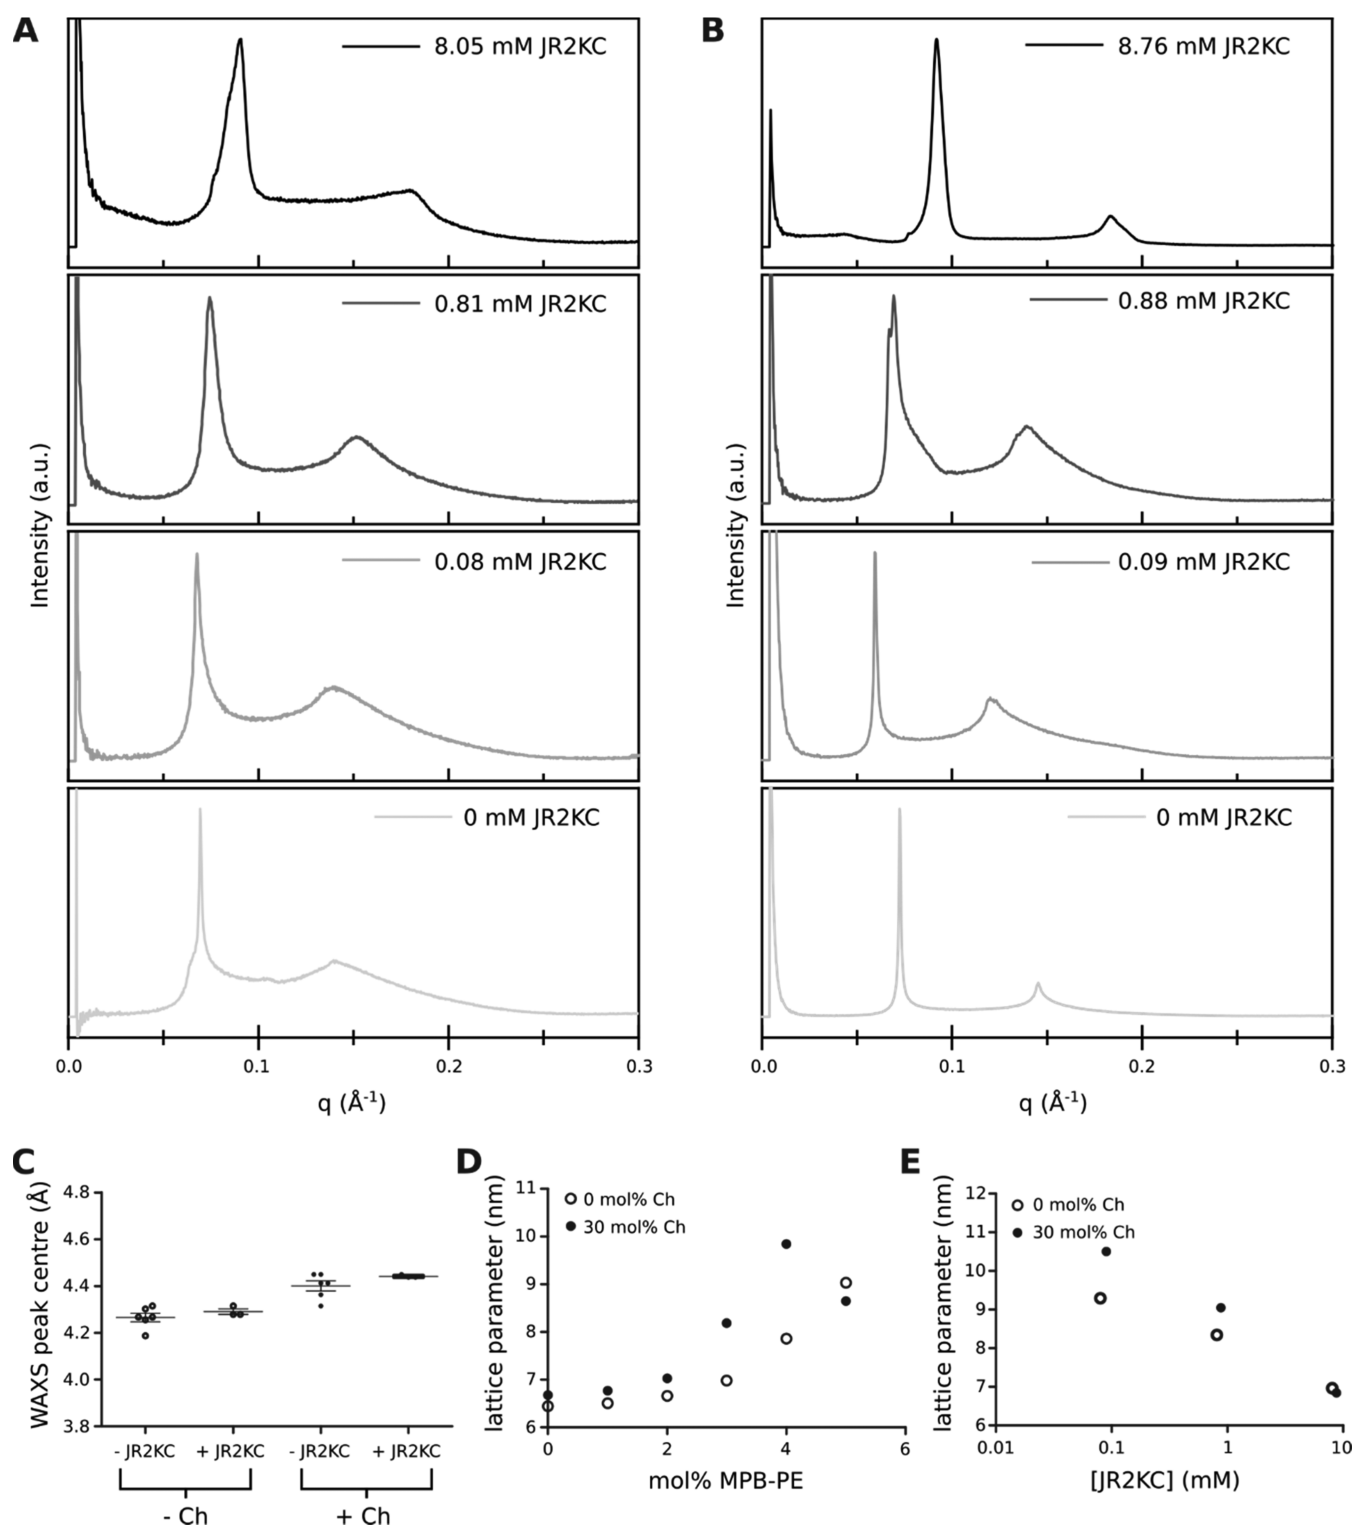 A
8.05 mM JR2KC
0.81 mM JR2KC
0.08 mM JR2KC
0 mM JR2KC
Intensity (a.u.)
0.0 0.1 0.2 0.3
q (Å-1)
B
8.76 mM JR2KC
0.88 mM JR2KC
0.09 mM JR2KC
0 mM JR2KC
Intensity (a.u.)
0.0 0.1 0.2 0.3
q (Å-1)
C
WAXS peak centre (Å)
4.8
4.6
4.4
4.2
4.0
3.8
- JR2KC + JR2KC - JR2KC + JR2KC
- Ch + Ch
D
lattice parameter (nm)
11
10
9
8
7
6
0 mol% Ch
30 mol% Ch
0 2 4 6
mol% MPB-PE
E
lattice parameter (nm)
12
11
10
9
8
7
6
0 mol% Ch
30 mol% Ch
0.01 0.1 1 10
[JR2KC] (mM)